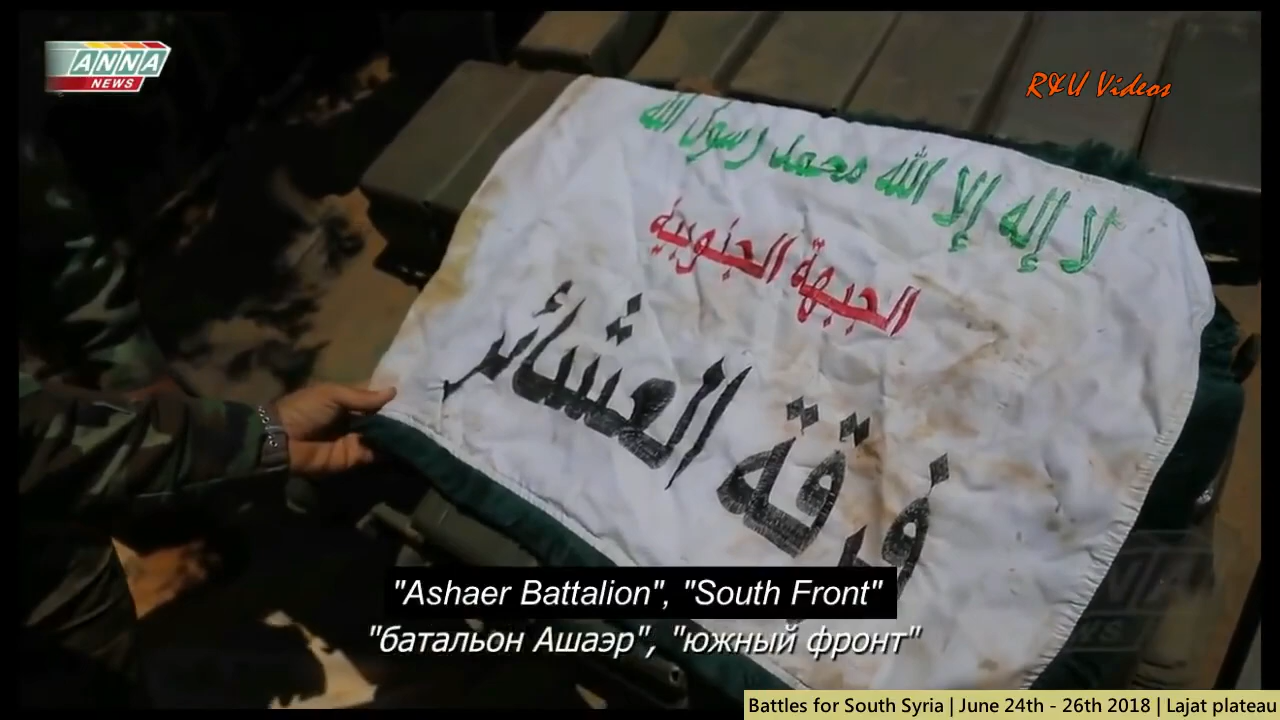 ANNA
NEWS
R&U Videos
لا إله إلا الله محمد رسول الله
الجبهة الجنوبية
فرقة العشائر
"Ashaer Battalion", "South Front"
"батальон Ашаэр", "южный фронт"
Battles for South Syria | June 24th - 26th 2018 | Lajat plateau